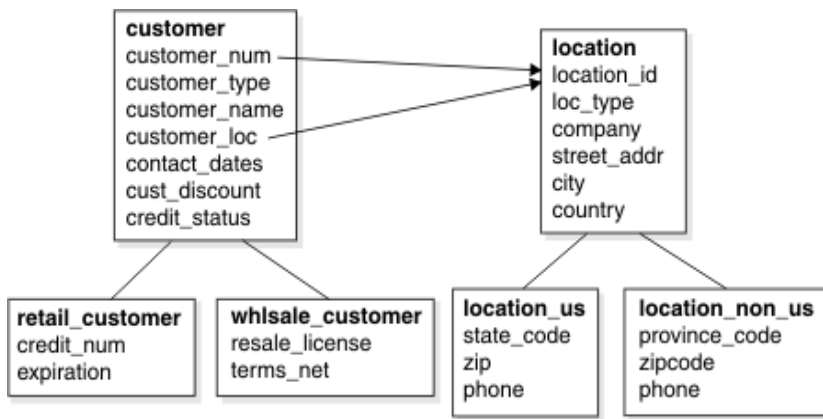 customer
customer_num
customer_type
customer_name
customer_loc
contact_dates
cust_discount
credit_status
location
location_id
loc_type
company
street_addr
city
country
retail_customer
credit_num
expiration
whlsale_customer
resale_license
terms_net
location_us
state_code
zip
phone
location_non_us
province_code
zipcode
phone